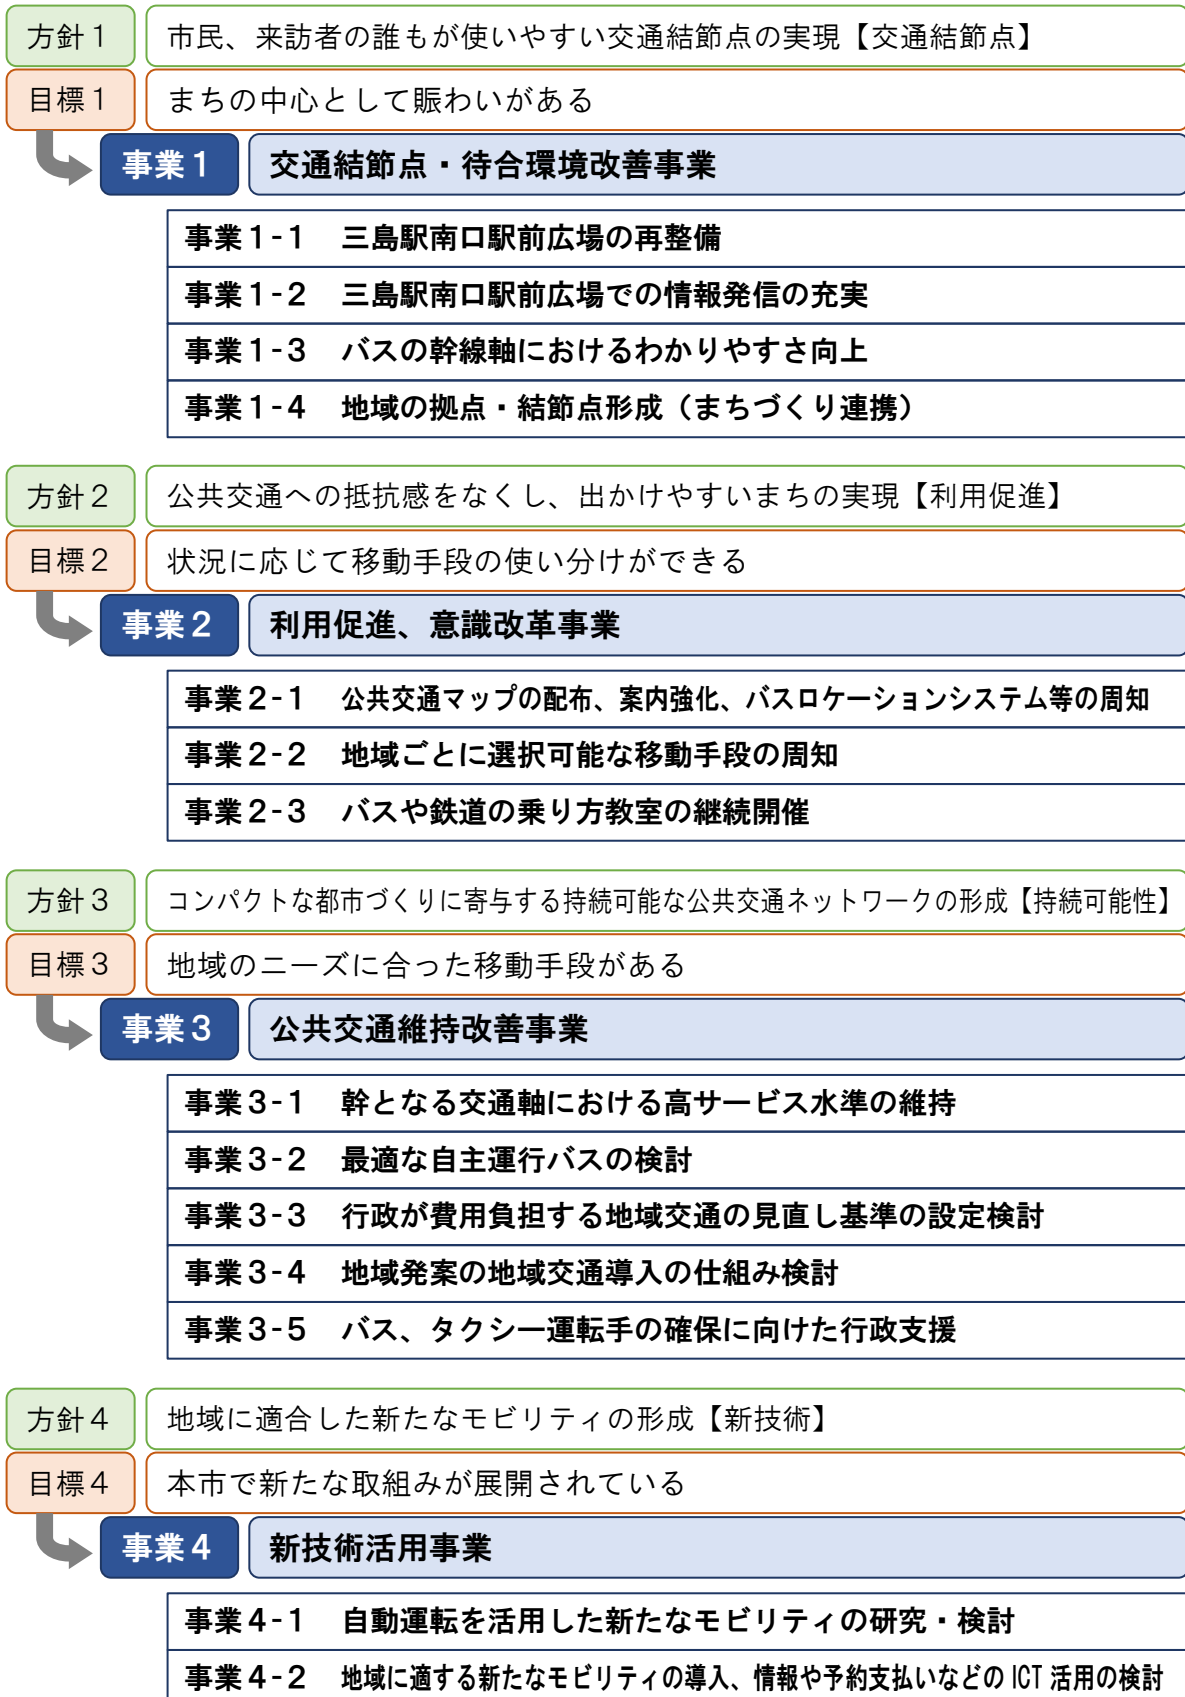 方針1 市民、来訪者の誰もが使いやすい交通結節点の実現【交通結節点】
目標1 まちの中心として賑わいがある
事業1 交通結節点・待合環境改善事業
事業1-1 三島駅南口駅前広場の再整備
事業1-2 三島駅南口駅前広場での情報発信の充実
事業1-3 バスの幹線軸におけるわかりやすさ向上
事業1-4 地域の拠点・結節点形成（まちづくり連携）
方針2 公共交通への抵抗感をなくし、出かけやすいまちの実現【利用促進】
目標2 状況に応じて移動手段の使い分けができる
事業2 利用促進、意識改革事業
事業2-1 公共交通マップの配布、案内強化、バスロケーションシステム等の周知
事業2-2 地域ごとに選択可能な移動手段の周知
事業2-3 バスや鉄道の乗り方教室の継続開催
方針3 コンパクトな都市づくりに寄与する持続可能な公共交通ネットワークの形成【持続可能性】
目標3 地域のニーズに合った移動手段がある
事業3 公共交通維持改善事業
事業3-1 幹となる交通軸における高サービス水準の維持
事業3-2 最適な自主運行バスの検討
事業3-3 行政が費用負担する地域交通の見直し基準の設定検討
事業3-4 地域発案の地域交通導入の仕組み検討
事業3-5 バス、タクシー運転手の確保に向けた行政支援
方針4 地域に適合した新たなモビリティの形成【新技術】
目標4 本市で新たな取組みが展開されている
事業4 新技術活用事業
事業4-1 自動運転を活用した新たなモビリティの研究・検討
事業4-2 地域に適する新たなモビリティの導入、情報や予約支払いなどのICT活用の検討